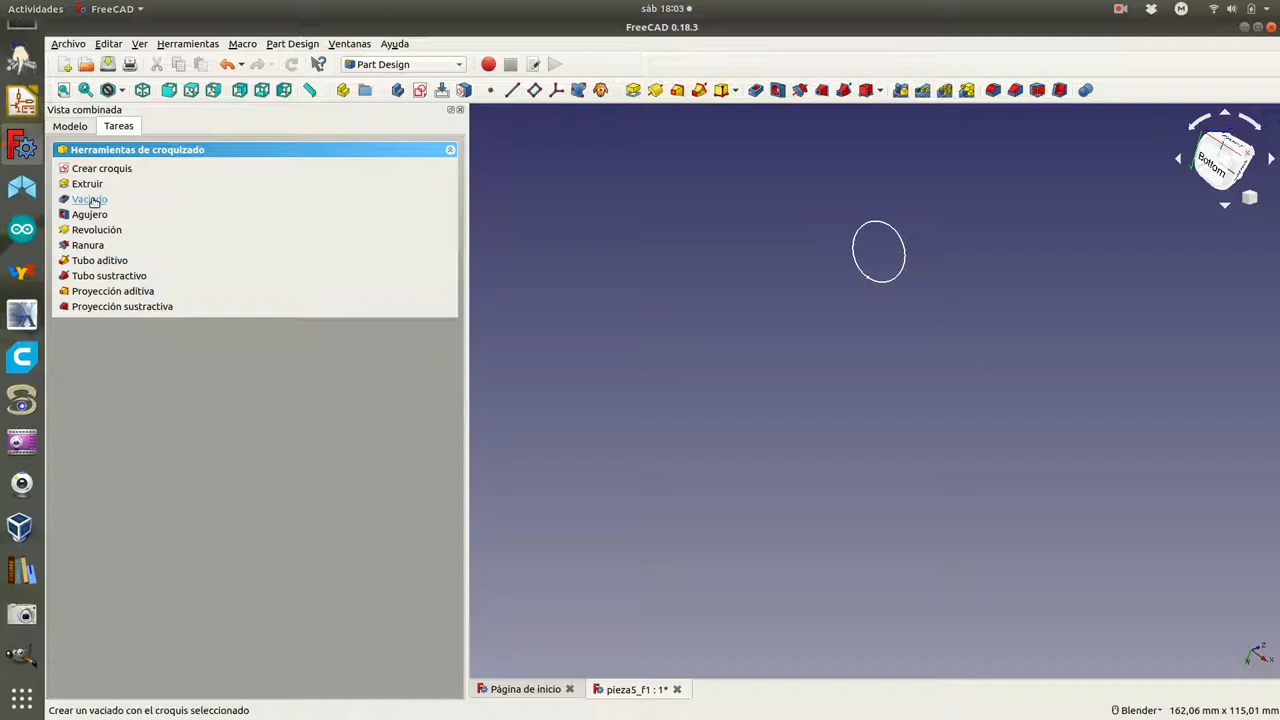 Actividades FreeCAD sáb 18:03
FreeCAD 0.18.3
Archivo Editar Ver Herramientas Macro Part Design Ventanas Ayuda
Part Design
Vista combinada
Modelo Tareas
Herramientas de croquizado
Crear croquis
Extruir
Vaciado
Agujero
Revolución
Ranura
Tubo aditivo
Tubo sustractivo
Proyección aditiva
Proyección sustractiva
Bottom
Z
X
Página de inicio pieza5_f1 : 1*
Crear un vaciado con el croquis seleccionado Blender 162,06 mm x 115,01 mm